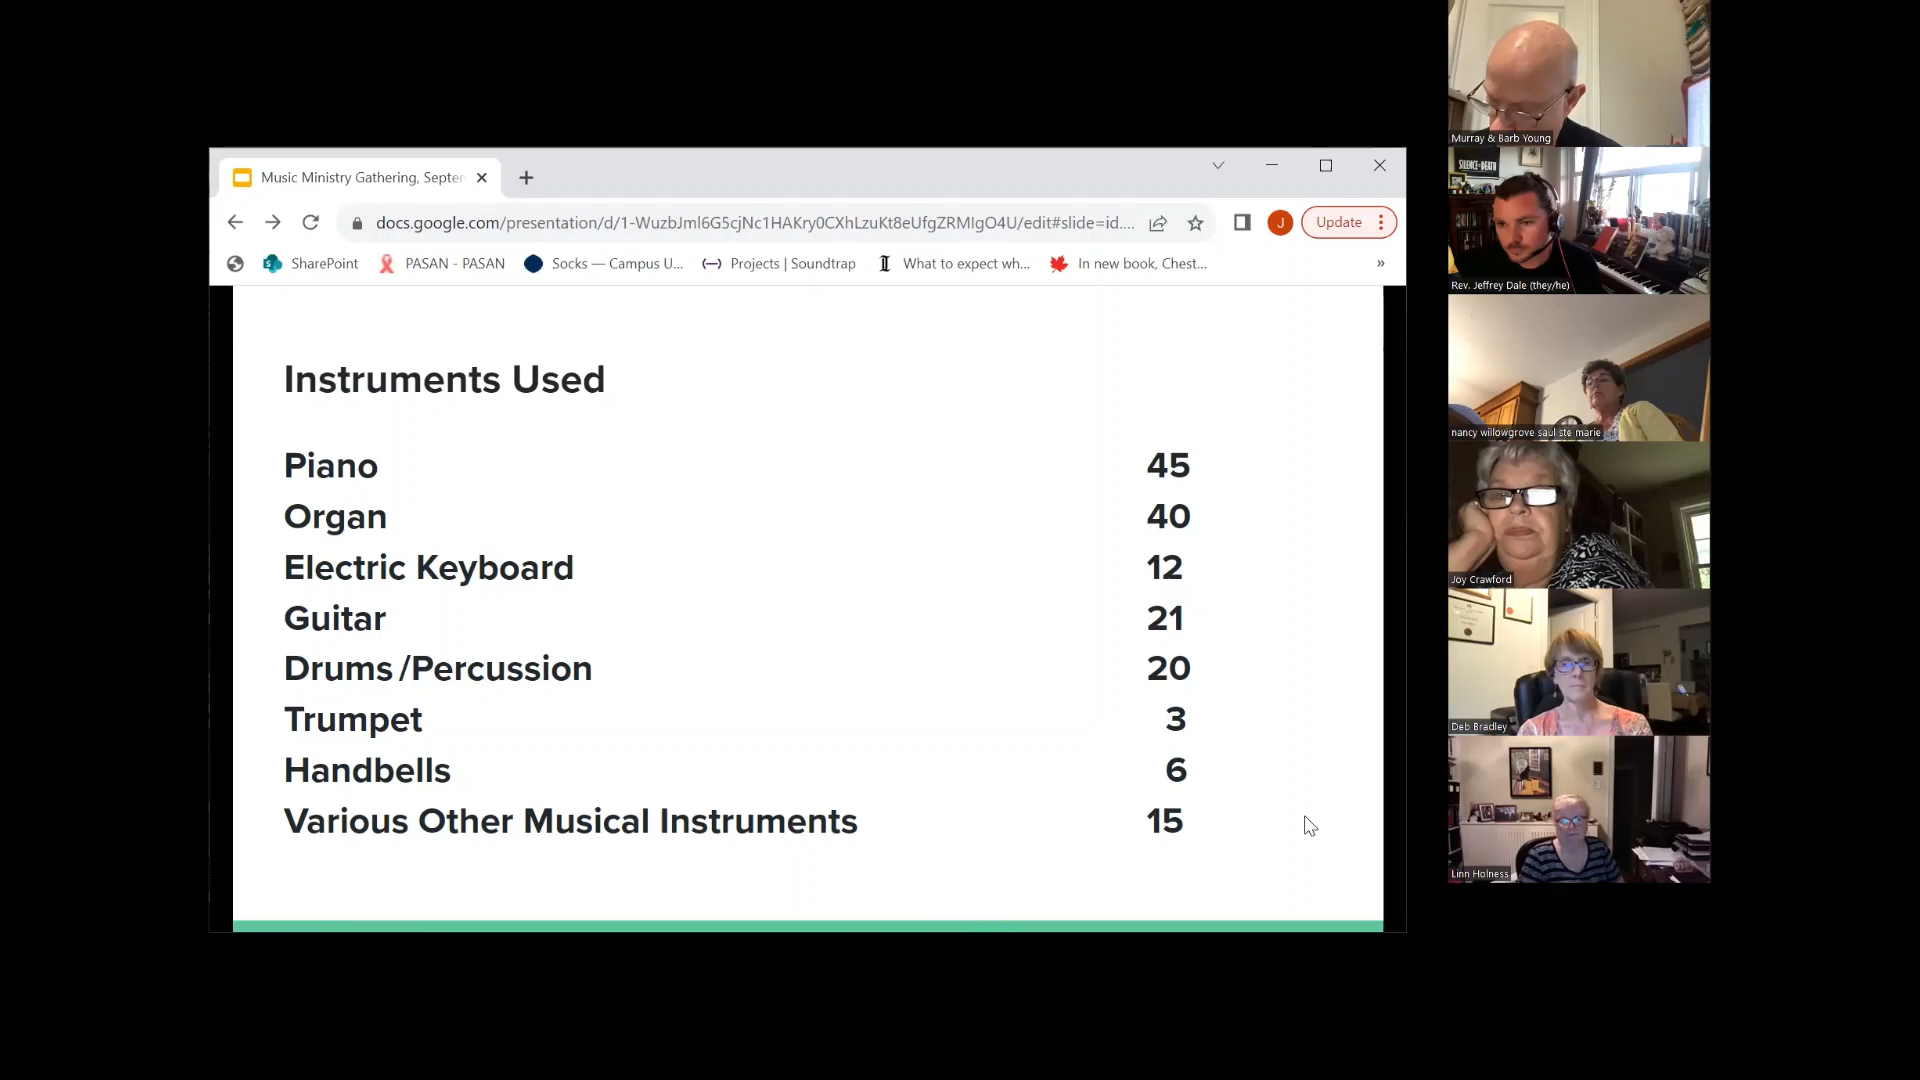 Music Ministry Gathering, Septer
docs.google.com/presentation/d/1-WuzbJml6G5cjNc1HAKry0CXhLzuKt8eUfgZRMIgO4U/edit#slide=id....
J
Update
SharePoint
PASAN - PASAN
Socks — Campus U...
Projects | Soundtrap
What to expect wh...
In new book, Chest...
»
Instruments Used
Piano 45
Organ 40
Electric Keyboard 12
Guitar 21
Drums /Percussion 20
Trumpet 3
Handbells 6
Various Other Musical Instruments 15
Murray & Barb Young
SILENCE=DEATH
Rev. Jeffrey Dale (they/he)
nancy willowgrove saul ste marie
Joy Crawford
Deb Bradley
Linn Holness